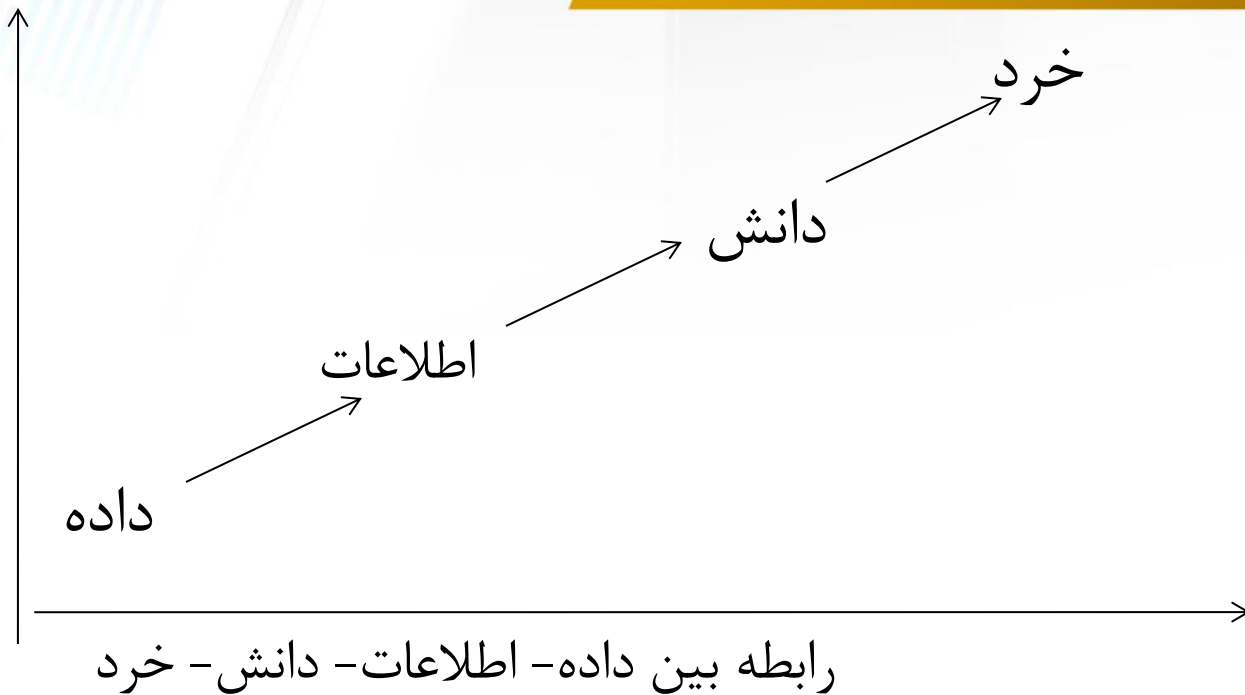 خرد
دانش
اطلاعات
داده
رابطه بین داده- اطلاعات- دانش- خرد